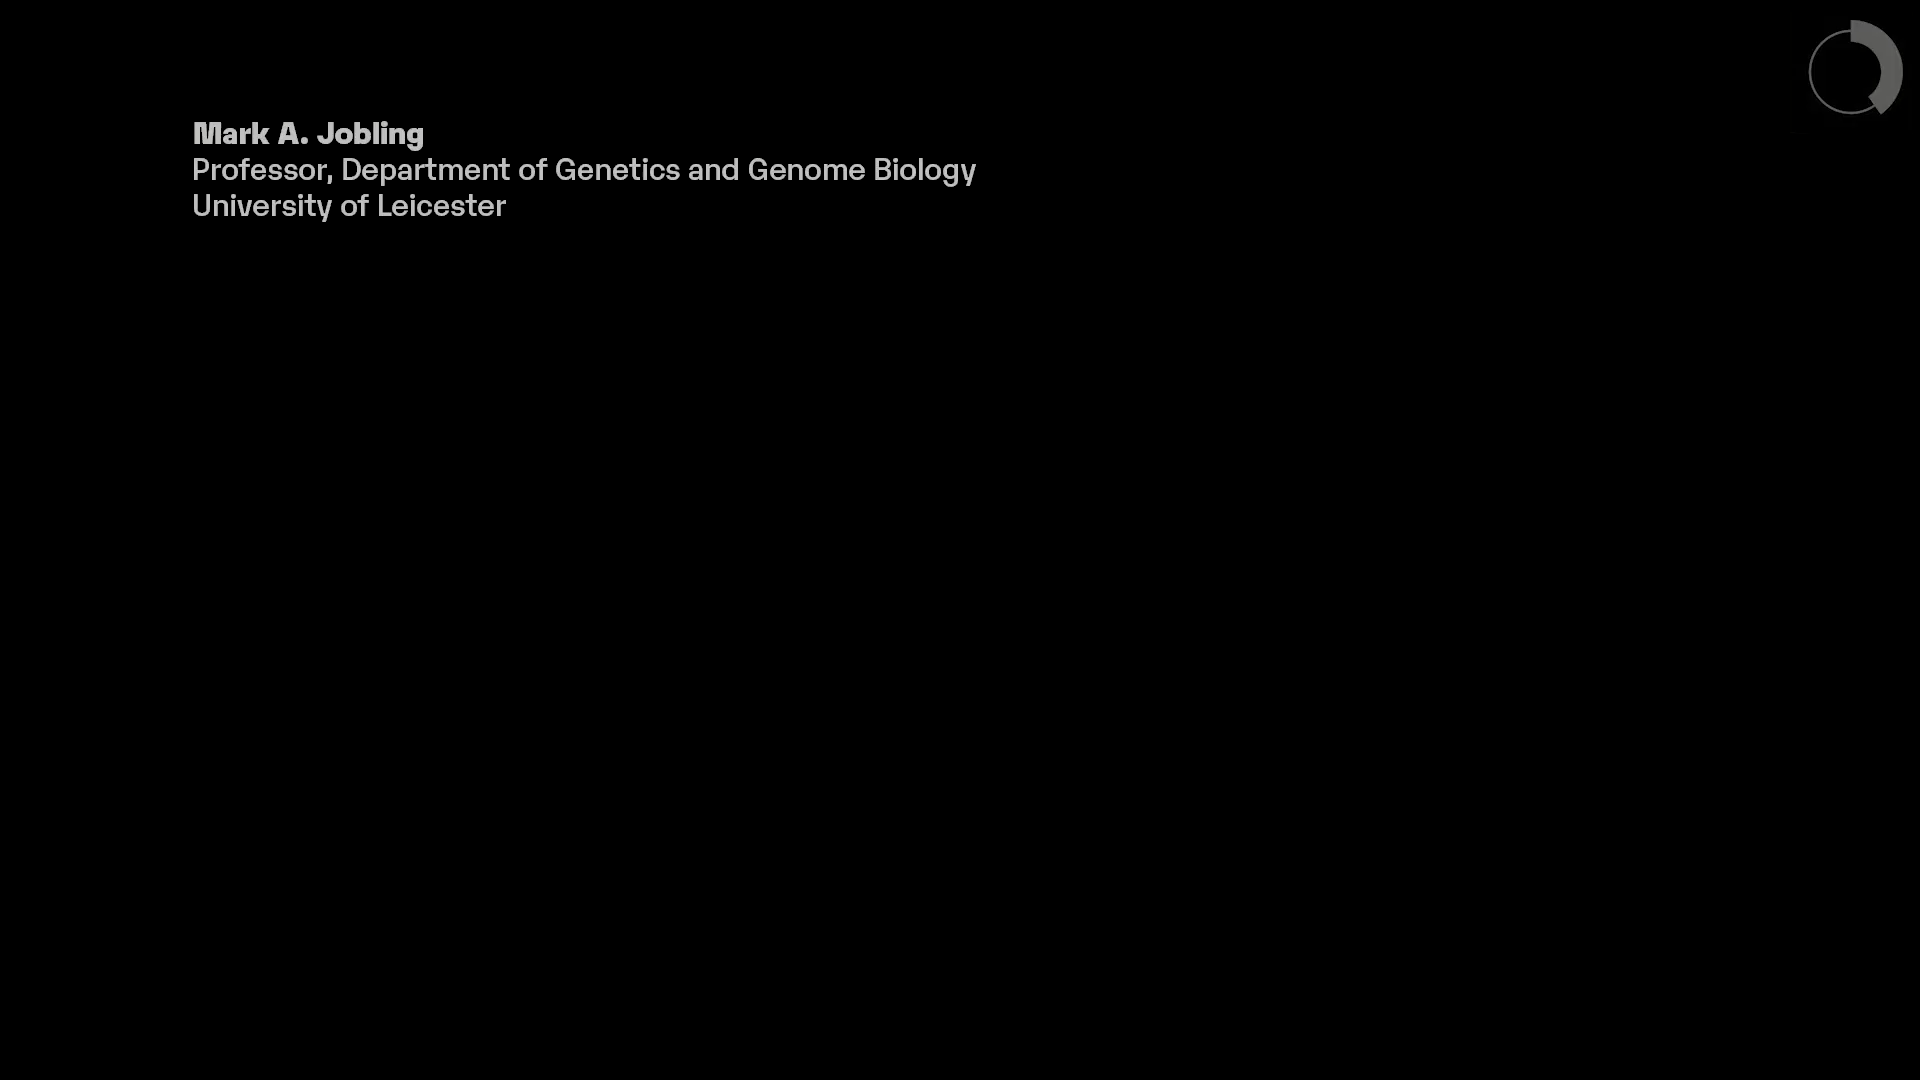 Mark A. Jobling
Professor, Department of Genetics and Genome Biology
University of Leicester